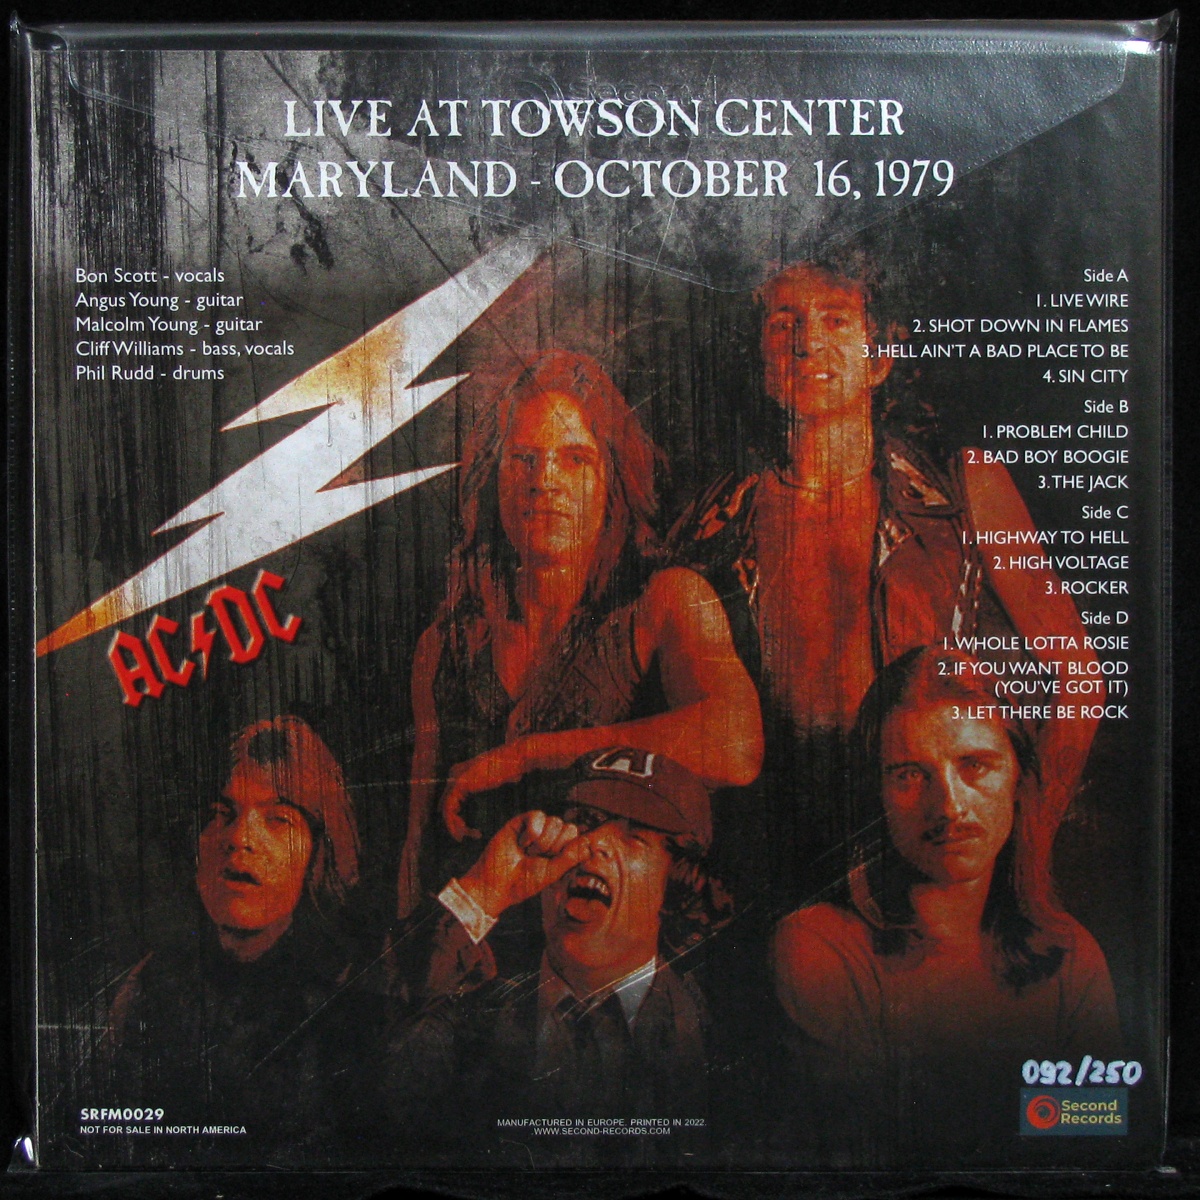 LIVE AT TOWSON CENTER
MARYLAND - OCTOBER 16, 1979
Bon Scott - vocals
Angus Young - guitar
Malcolm Young - guitar
Cliff Williams - bass, vocals
Phil Rudd - drums
Side A
1. LIVE WIRE
2. SHOT DOWN IN FLAMES
3. HELL AIN'T A BAD PLACE TO BE
4. SIN CITY
Side B
1. PROBLEM CHILD
2. BAD BOY BOOGIE
3. THE JACK
Side C
1. HIGHWAY TO HELL
2. HIGH VOLTAGE
3. ROCKER
Side D
1. WHOLE LOTTA ROSIE
2. IF YOU WANT BLOOD
(YOU'VE GOT IT)
3. LET THERE BE ROCK
AC⚡DC
A
092/250
Second
Records
SRFM0029
NOT FOR SALE IN NORTH AMERICA
MANUFACTURED IN EUROPE. PRINTED IN 2022.
WWW.SECOND-RECORDS.COM